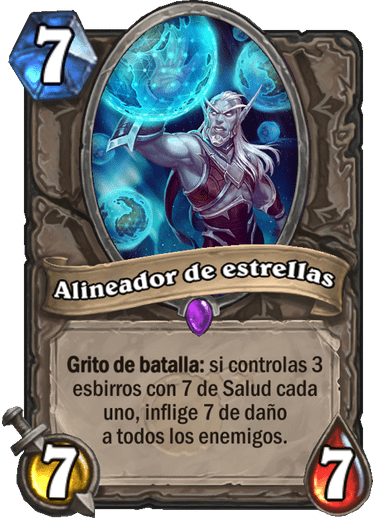 7
Alineador de estrellas
Grito de batalla: si controlas 3
esbirros con 7 de Salud cada
uno, inflige 7 de daño
a todos los enemigos.
7
7